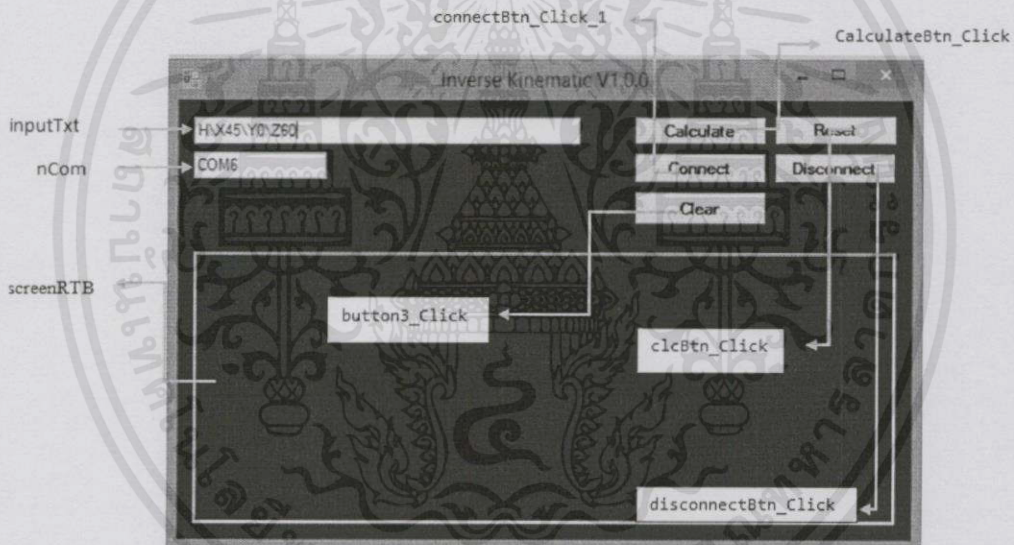 connectBtn_Click_1
CalculateBtn_Click
Inverse Kinematic V1.0.0
inputTxt
H\X45\Y0\Z60
Calculate
Reset
nCom
COM6
Connect
Disconnect
Clear
screenRTB
button3_Click
clcBtn_Click
disconnectBtn_Click